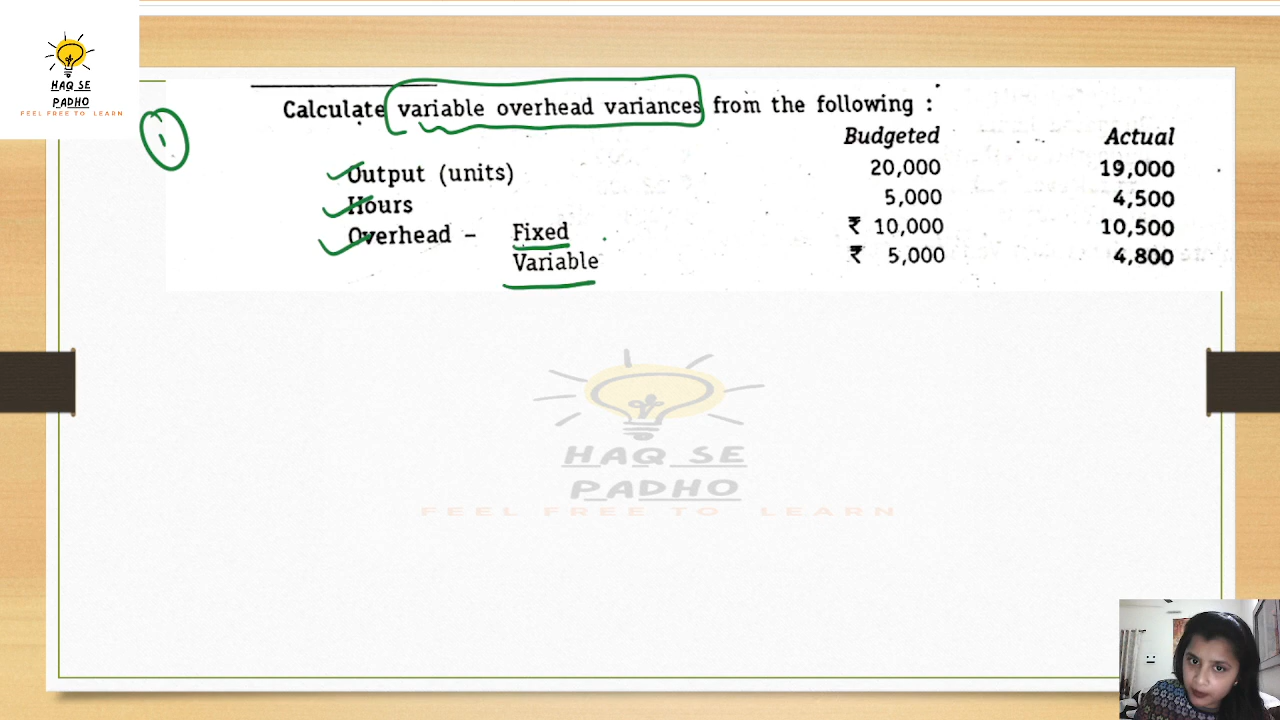 HAQ SE
PADHO
FEEL FREE TO LEARN
1
Calculate variable overhead variances from the following :
Budgeted Actual
Output (units) 20,000 19,000
Hours 5,000 4,500
Overhead – Fixed ₹ 10,000 10,500
Variable ₹ 5,000 4,800
HAQ SE
PADHO
FEEL FREE TO LEARN